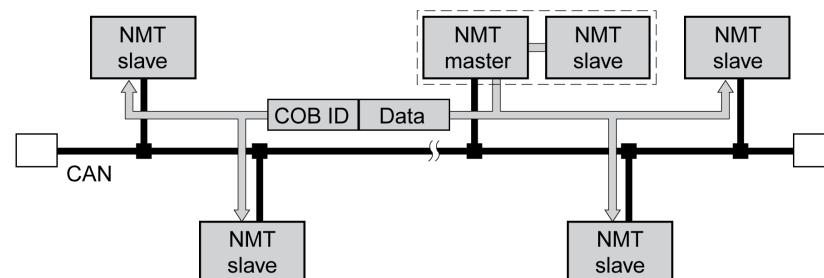 NMT
slave
NMT
master
NMT
slave
NMT
slave
COB ID
Data
CAN
NMT
slave
NMT
slave